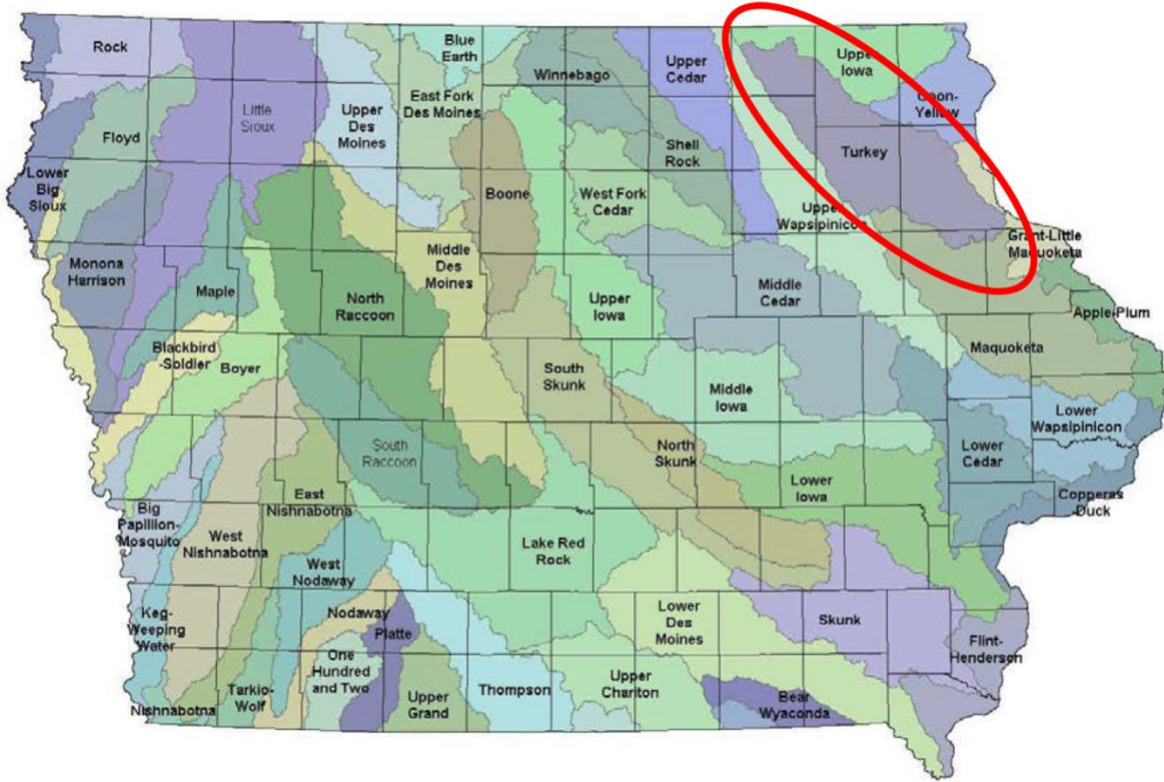 Rock
Blue
Earth
Upper
Iowa
Winnebago
Upper
Cedar
East Fork
Des Moines
Little
Sioux
Upper
Des
Moines
Coon-
Yellow
Floyd
Shell
Rock
Turkey
Lower
Big
Sioux
Boone
West Fork
Cedar
Upper
Wapsipinicon
Grant-Little
Maquoketa
Monona
Harrison
Maple
North
Raccoon
Middle
Des
Moines
Upper
Iowa
Middle
Cedar
Apple-Plum
Blackbird
-Soldier
Boyer
South
Skunk
Middle
Iowa
Maquoketa
Lower
Wapsipinicon
South
Raccoon
North
Skunk
Lower
Cedar
Lower
Iowa
East
Nishnabotna
Copperas
-Duck
Big
Papillion-
Mosquito
West
Nishnabotna
Lake Red
Rock
West
Nodaway
Keg-
Weeping
Water
Nodaway
Platte
Lower
Des
Moines
Skunk
Flint-
Henderson
One
Hundred
and Two
Thompson
Upper
Chariton
Bear
Wyaconda
Nishnabotna
Tarkio-
Wolf
Upper
Grand